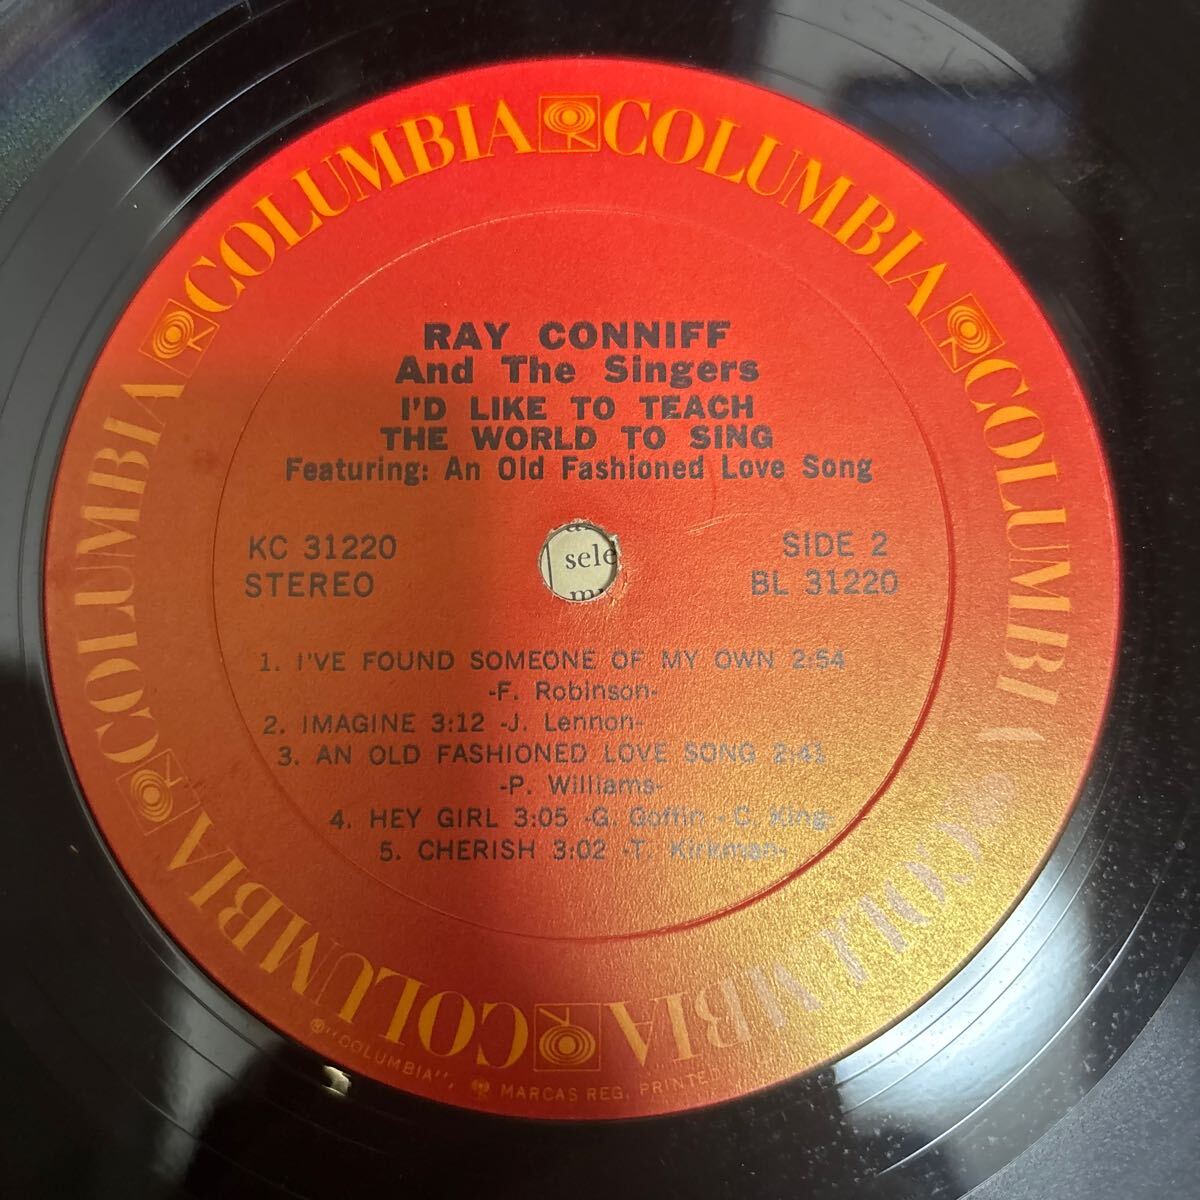 COLUMBIA COLUMBIA COLUMBIA COLUMBIA COLUMBIA COLUMBIA COLUMBIA
RAY CONNIFF
And The Singers
I'D LIKE TO TEACH
THE WORLD TO SING
Featuring: An Old Fashioned Love Song
KC 31220
STEREO
SIDE 2
BL 31220
sele
1. I'VE FOUND SOMEONE OF MY OWN 2:54
-F. Robinson-
2. IMAGINE 3:12 -J. Lennon-
3. AN OLD FASHIONED LOVE SONG 2:41
-P. Williams-
4. HEY GIRL 3:05 -G. Goffin - C. King-
5. CHERISH 3:02 -T. Kirkman-
®"COLUMBIA", MARCAS REG. PRINTED